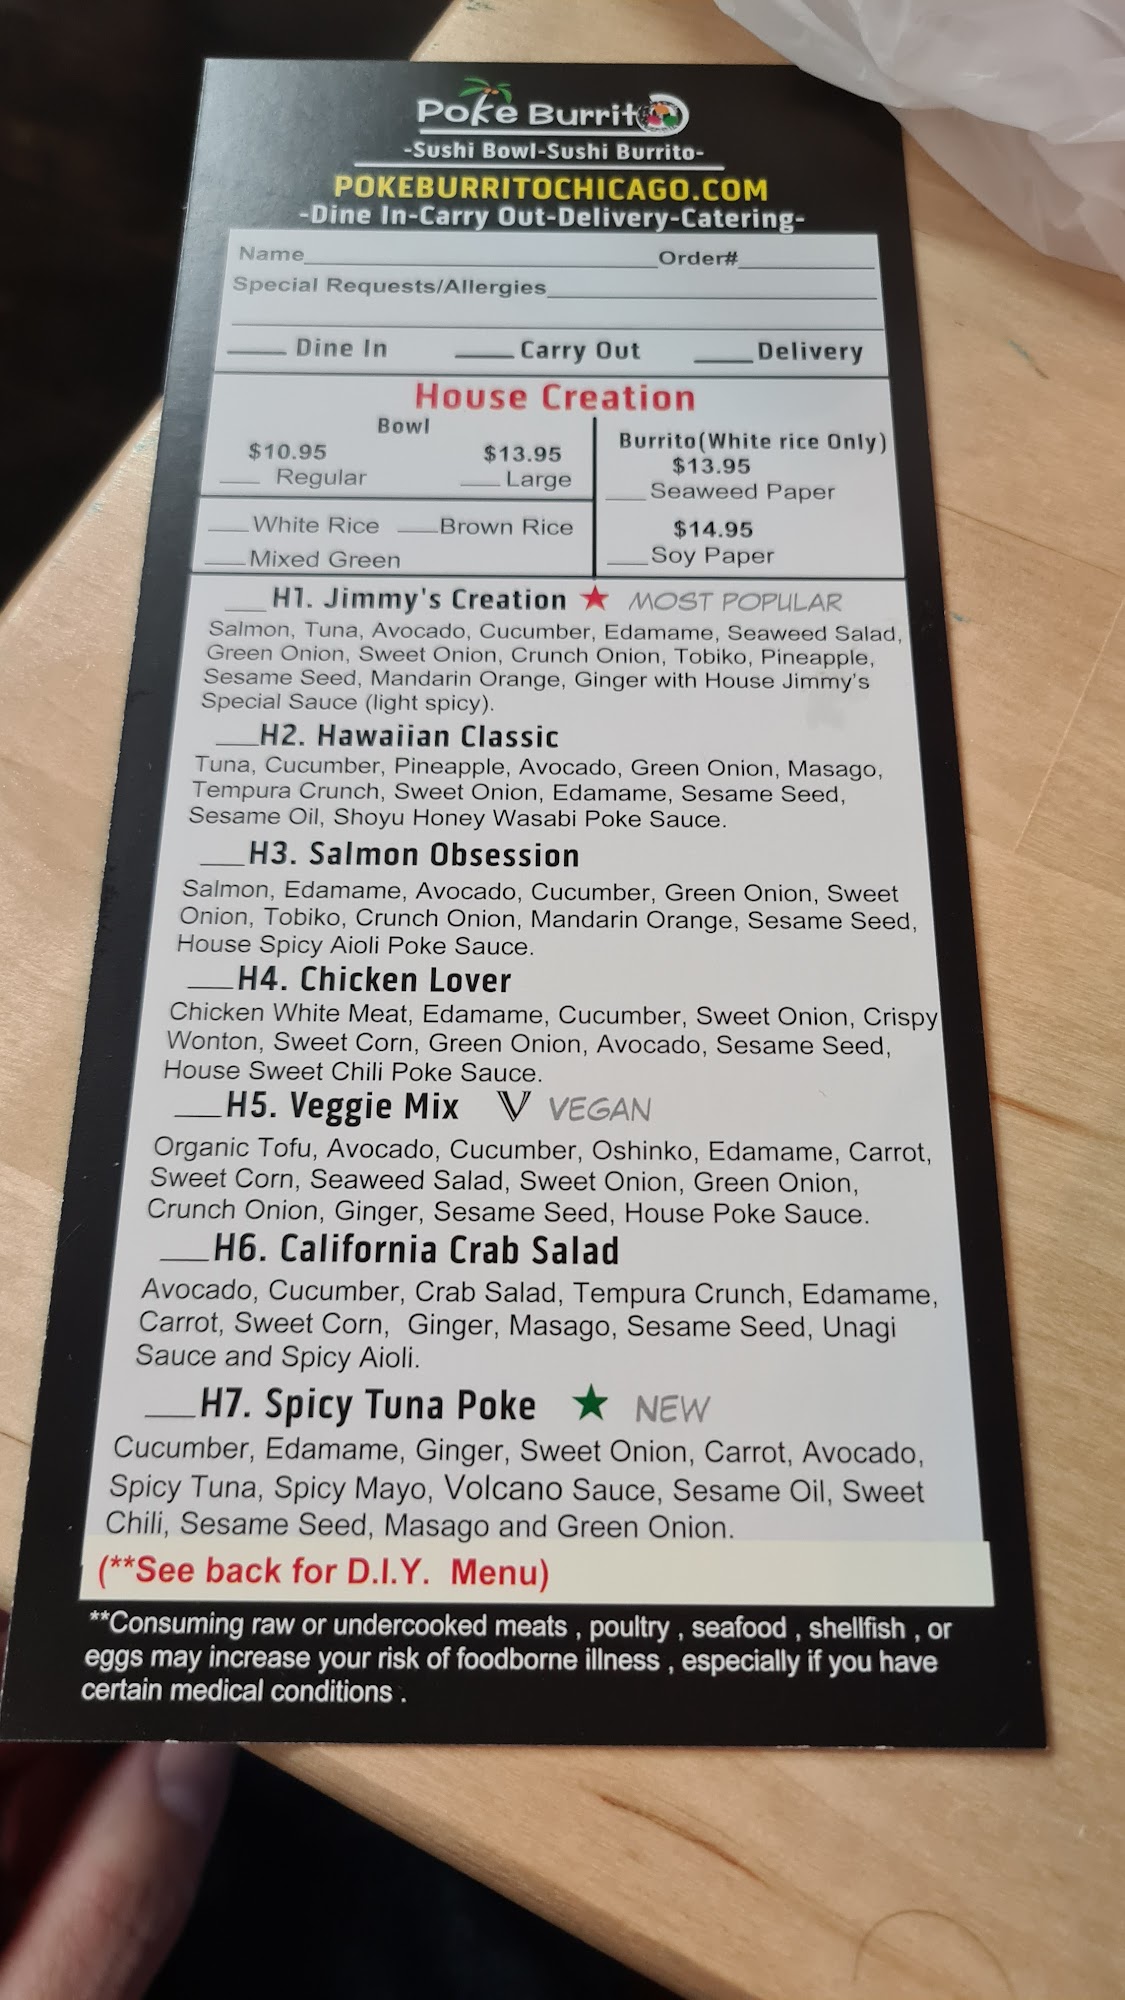 Poke Burrito
-Sushi Bowl-Sushi Burrito-
POKEBURRITOCHICAGO.COM
-Dine In-Carry Out-Delivery-Catering-
Name Order#
Special Requests/Allergies
Dine In Carry Out Delivery
House Creation
Bowl
$10.95 $13.95
Regular Large
White Rice Brown Rice
Mixed Green
Burrito(White rice Only)
$13.95
Seaweed Paper
$14.95
Soy Paper
H1. Jimmy's Creation ★ MOST POPULAR
Salmon, Tuna, Avocado, Cucumber, Edamame, Seaweed Salad,
Green Onion, Sweet Onion, Crunch Onion, Tobiko, Pineapple,
Sesame Seed, Mandarin Orange, Ginger with House Jimmy's
Special Sauce (light spicy).
H2. Hawaiian Classic
Tuna, Cucumber, Pineapple, Avocado, Green Onion, Masago,
Tempura Crunch, Sweet Onion, Edamame, Sesame Seed,
Sesame Oil, Shoyu Honey Wasabi Poke Sauce.
H3. Salmon Obsession
Salmon, Edamame, Avocado, Cucumber, Green Onion, Sweet
Onion, Tobiko, Crunch Onion, Mandarin Orange, Sesame Seed,
House Spicy Aioli Poke Sauce.
H4. Chicken Lover
Chicken White Meat, Edamame, Cucumber, Sweet Onion, Crispy
Wonton, Sweet Corn, Green Onion, Avocado, Sesame Seed,
House Sweet Chili Poke Sauce.
H5. Veggie Mix V VEGAN
Organic Tofu, Avocado, Cucumber, Oshinko, Edamame, Carrot,
Sweet Corn, Seaweed Salad, Sweet Onion, Green Onion,
Crunch Onion, Ginger, Sesame Seed, House Poke Sauce.
H6. California Crab Salad
Avocado, Cucumber, Crab Salad, Tempura Crunch, Edamame,
Carrot, Sweet Corn, Ginger, Masago, Sesame Seed, Unagi
Sauce and Spicy Aioli.
H7. Spicy Tuna Poke ★ NEW
Cucumber, Edamame, Ginger, Sweet Onion, Carrot, Avocado,
Spicy Tuna, Spicy Mayo, Volcano Sauce, Sesame Oil, Sweet
Chili, Sesame Seed, Masago and Green Onion.
(**See back for D.I.Y. Menu)
**Consuming raw or undercooked meats , poultry , seafood , shellfish , or
eggs may increase your risk of foodborne illness , especially if you have
certain medical conditions .